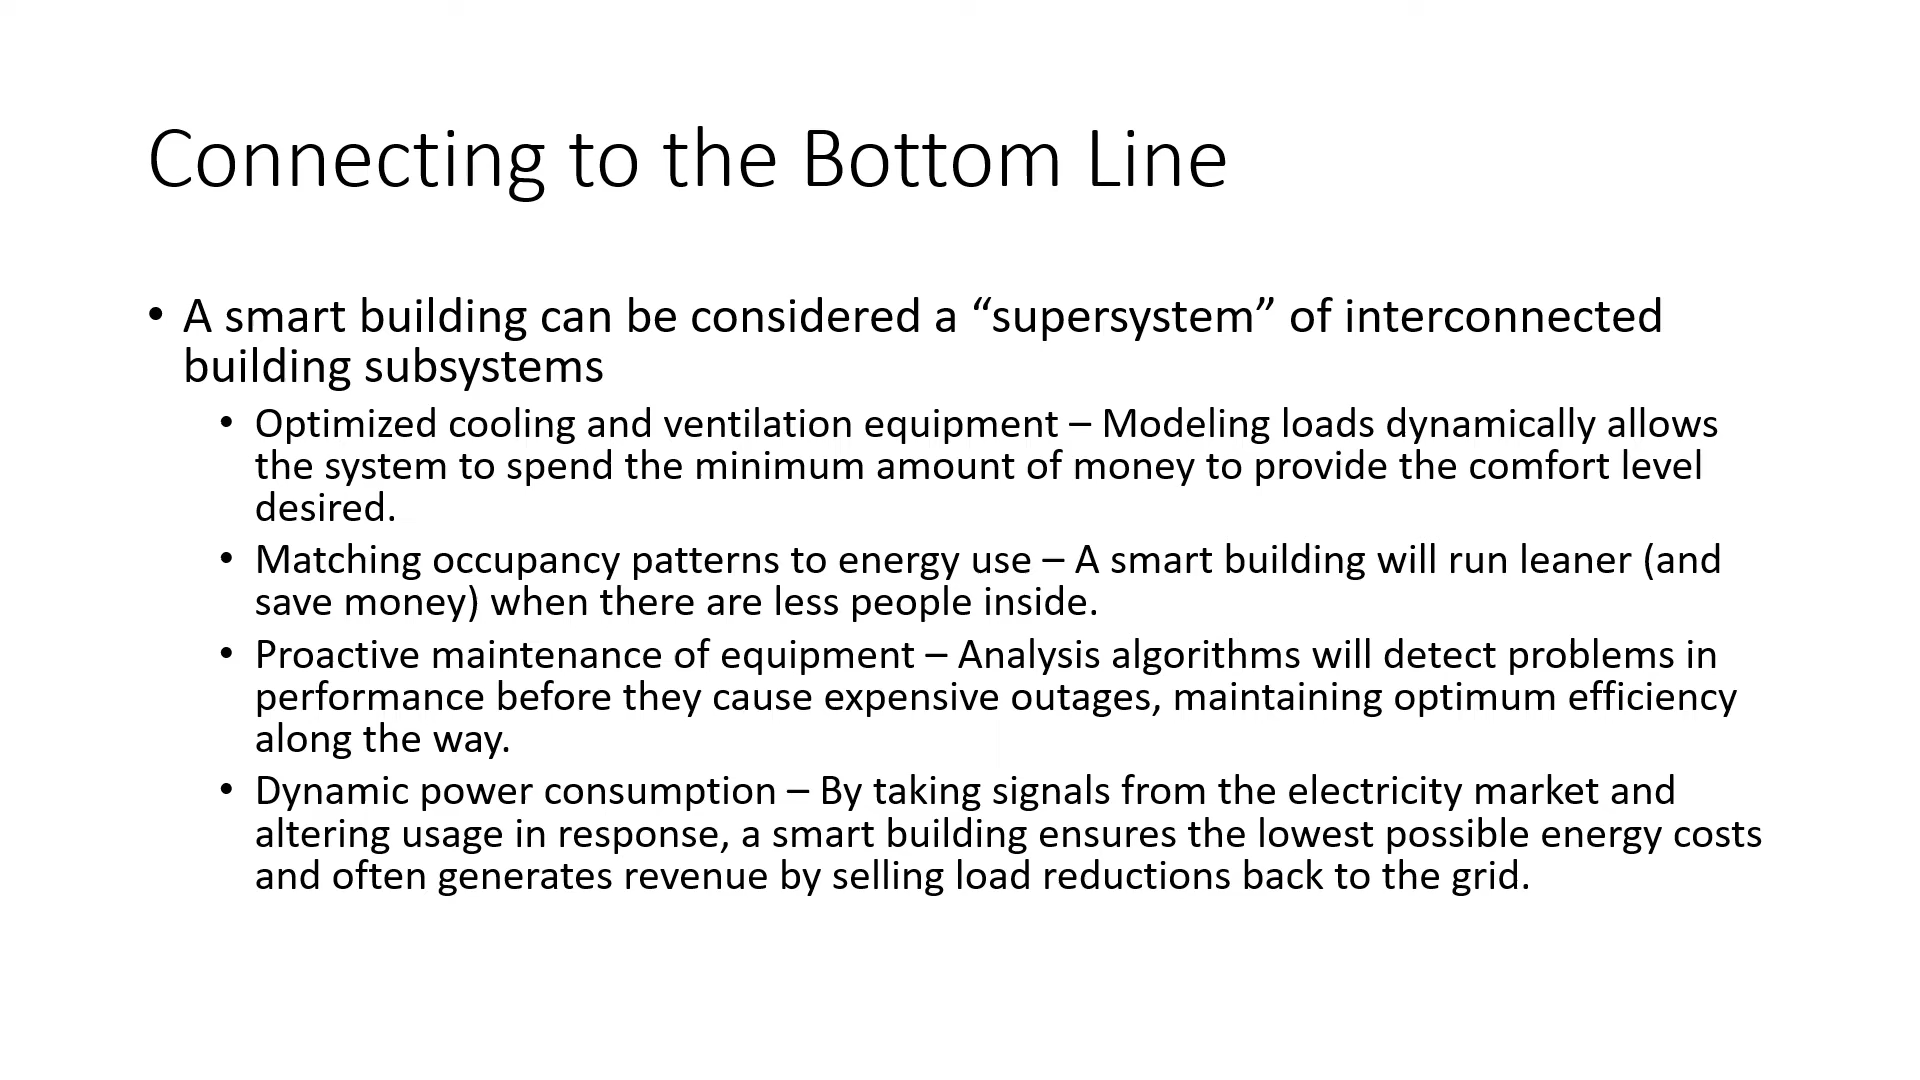 Connecting to the Bottom Line
• A smart building can be considered a “supersystem” of interconnected
building subsystems
• Optimized cooling and ventilation equipment – Modeling loads dynamically allows
the system to spend the minimum amount of money to provide the comfort level
desired.
• Matching occupancy patterns to energy use – A smart building will run leaner (and
save money) when there are less people inside.
• Proactive maintenance of equipment – Analysis algorithms will detect problems in
performance before they cause expensive outages, maintaining optimum efficiency
along the way.
• Dynamic power consumption – By taking signals from the electricity market and
altering usage in response, a smart building ensures the lowest possible energy costs
and often generates revenue by selling load reductions back to the grid.